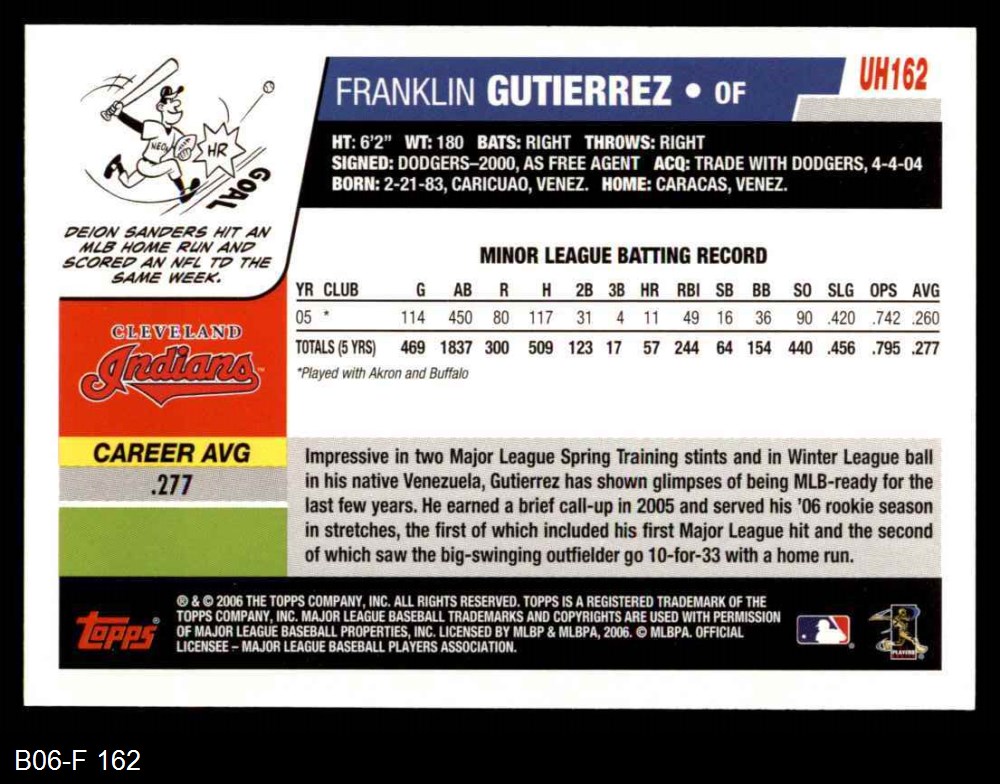 FRANKLIN GUTIERREZ • OF
UH162
HT: 6'2" WT: 180 BATS: RIGHT THROWS: RIGHT
SIGNED: DODGERS–2000, AS FREE AGENT ACQ: TRADE WITH DODGERS, 4-4-04
BORN: 2-21-83, CARICUAO, VENEZ. HOME: CARACAS, VENEZ.
NEON
HR
GOAL
DEION SANDERS HIT AN
MLB HOME RUN AND
SCORED AN NFL TD THE
SAME WEEK.
MINOR LEAGUE BATTING RECORD
YR CLUB G AB R H 2B 3B HR RBI SB BB SO SLG OPS AVG
05 * 114 450 80 117 31 4 11 49 16 36 90 .420 .742 .260
TOTALS (5 YRS) 469 1837 300 509 123 17 57 244 64 154 440 .456 .795 .277
*Played with Akron and Buffalo
CLEVELAND
Indians
CAREER AVG
.277
Impressive in two Major League Spring Training stints and in Winter League ball
in his native Venezuela, Gutierrez has shown glimpses of being MLB-ready for the
last few years. He earned a brief call-up in 2005 and served his '06 rookie season
in stretches, the first of which included his first Major League hit and the second
of which saw the big-swinging outfielder go 10-for-33 with a home run.
Topps®
® & © 2006 THE TOPPS COMPANY, INC. ALL RIGHTS RESERVED. TOPPS IS A REGISTERED TRADEMARK OF THE
TOPPS COMPANY, INC. MAJOR LEAGUE BASEBALL TRADEMARKS AND COPYRIGHTS ARE USED WITH PERMISSION
OF MAJOR LEAGUE BASEBALL PROPERTIES, INC. LICENSED BY MLBP & MLBPA, 2006. © MLBPA. OFFICIAL
LICENSEE – MAJOR LEAGUE BASEBALL PLAYERS ASSOCIATION.
PLAYERS
B06-F 162